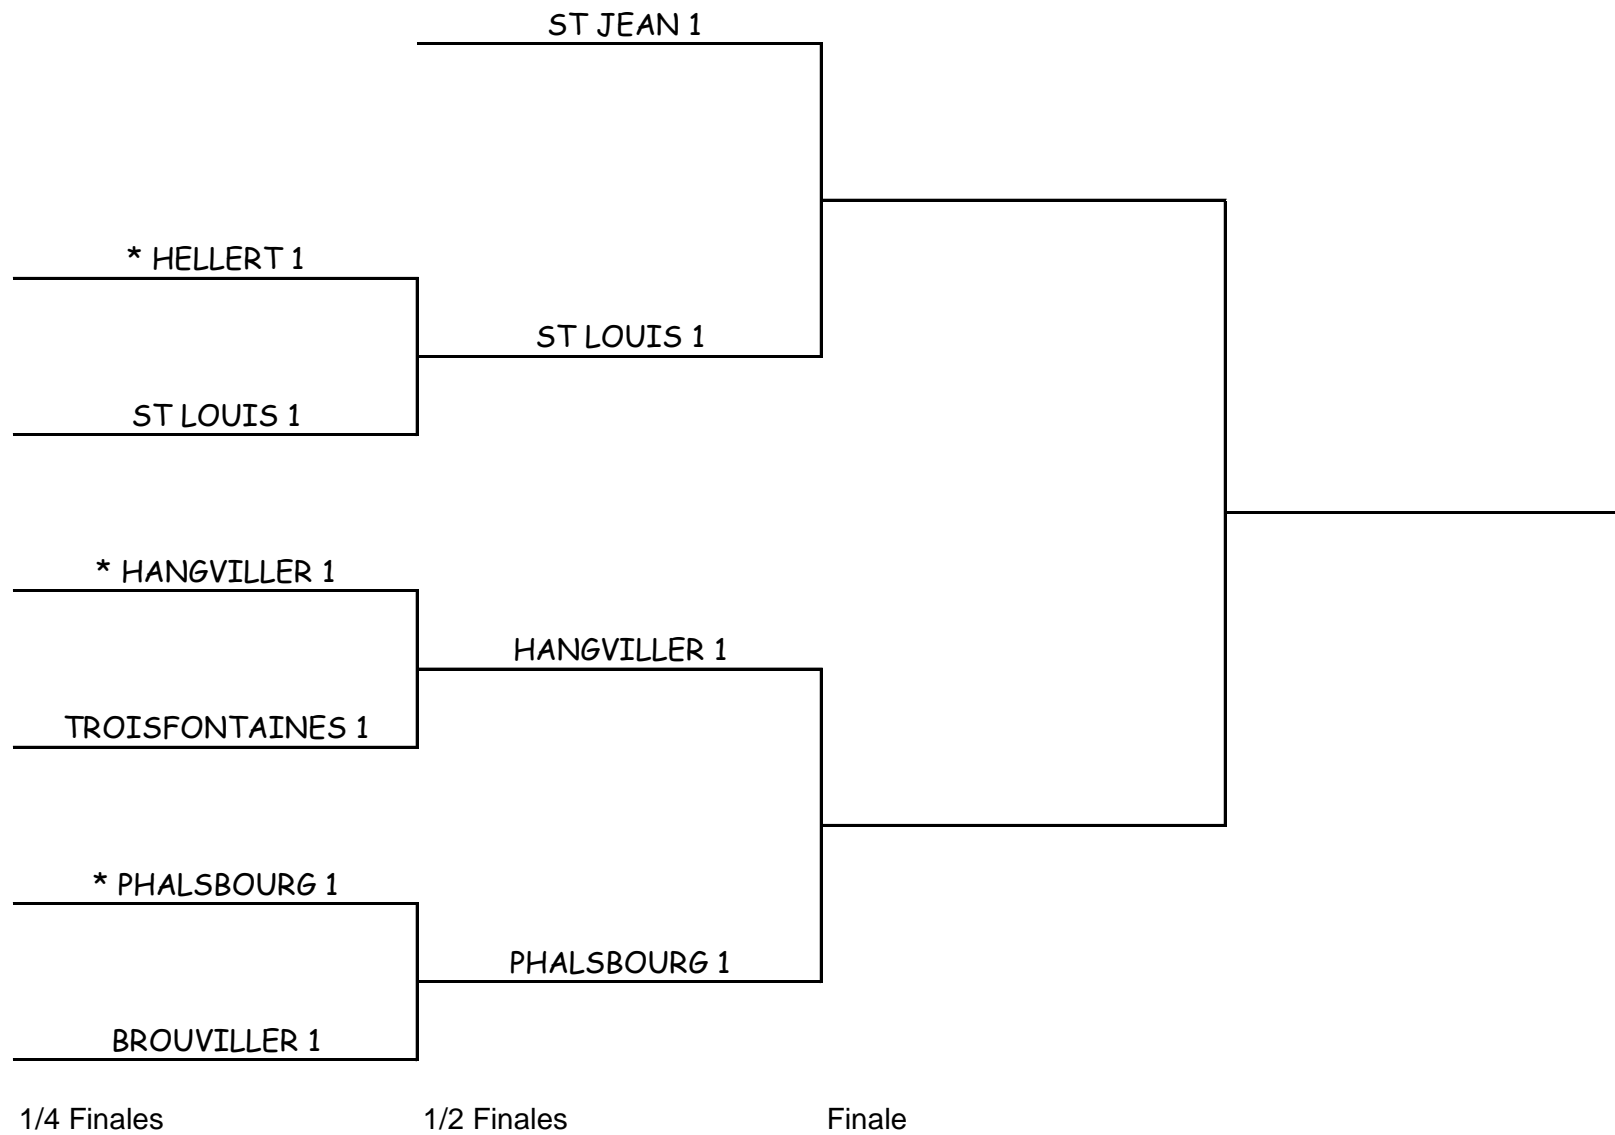 ST JEAN 1
* HELLERT 1
ST LOUIS 1
ST LOUIS 1
* HANGVILLER 1
HANGVILLER 1
TROISFONTAINES 1
* PHALSBOURG 1
PHALSBOURG 1
BROUVILLER 1
1/4 Finales 1/2 Finales Finale